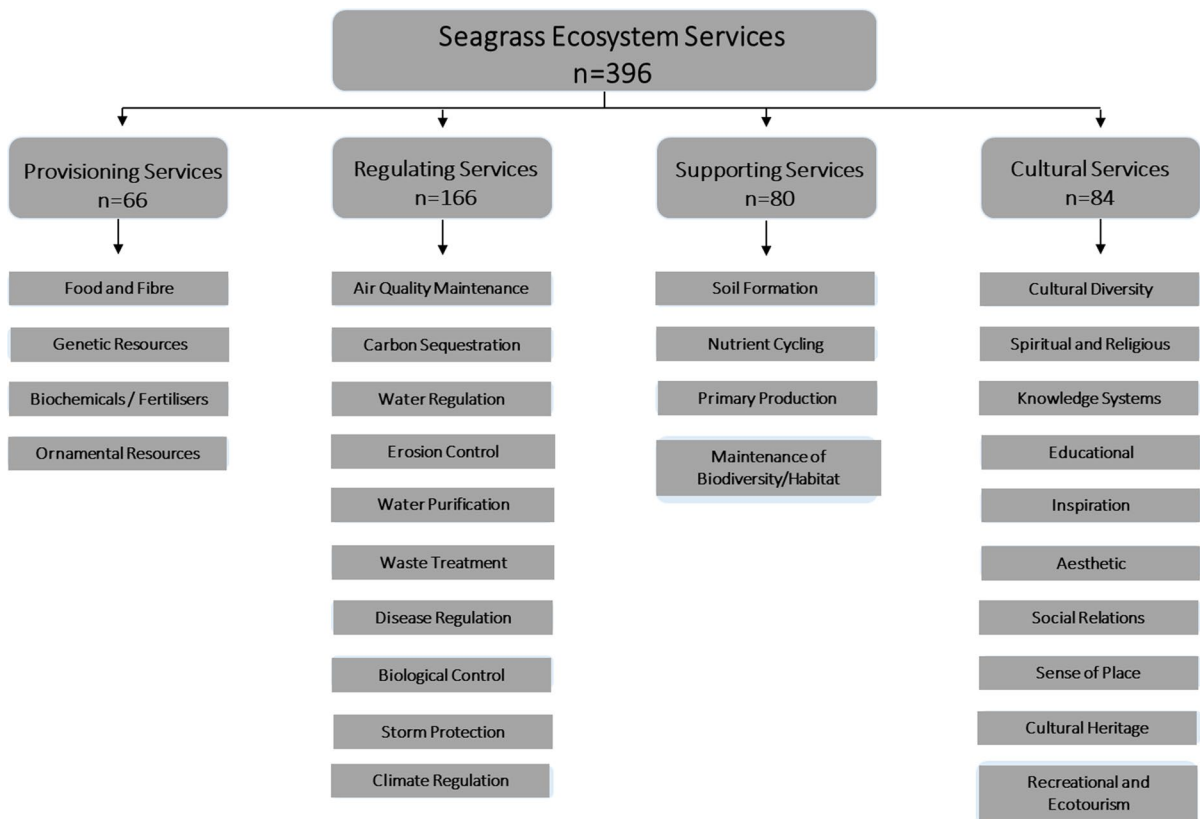 Seagrass Ecosystem Services
n=396
Provisioning Services
n=66
Regulating Services
n=166
Supporting Services
n=80
Cultural Services
n=84
Food and Fibre
Genetic Resources
Biochemicals / Fertilisers
Ornamental Resources
Air Quality Maintenance
Carbon Sequestration
Water Regulation
Erosion Control
Water Purification
Waste Treatment
Disease Regulation
Biological Control
Storm Protection
Climate Regulation
Soil Formation
Nutrient Cycling
Primary Production
Maintenance of
Biodiversity/Habitat
Cultural Diversity
Spiritual and Religious
Knowledge Systems
Educational
Inspiration
Aesthetic
Social Relations
Sense of Place
Cultural Heritage
Recreational and
Ecotourism